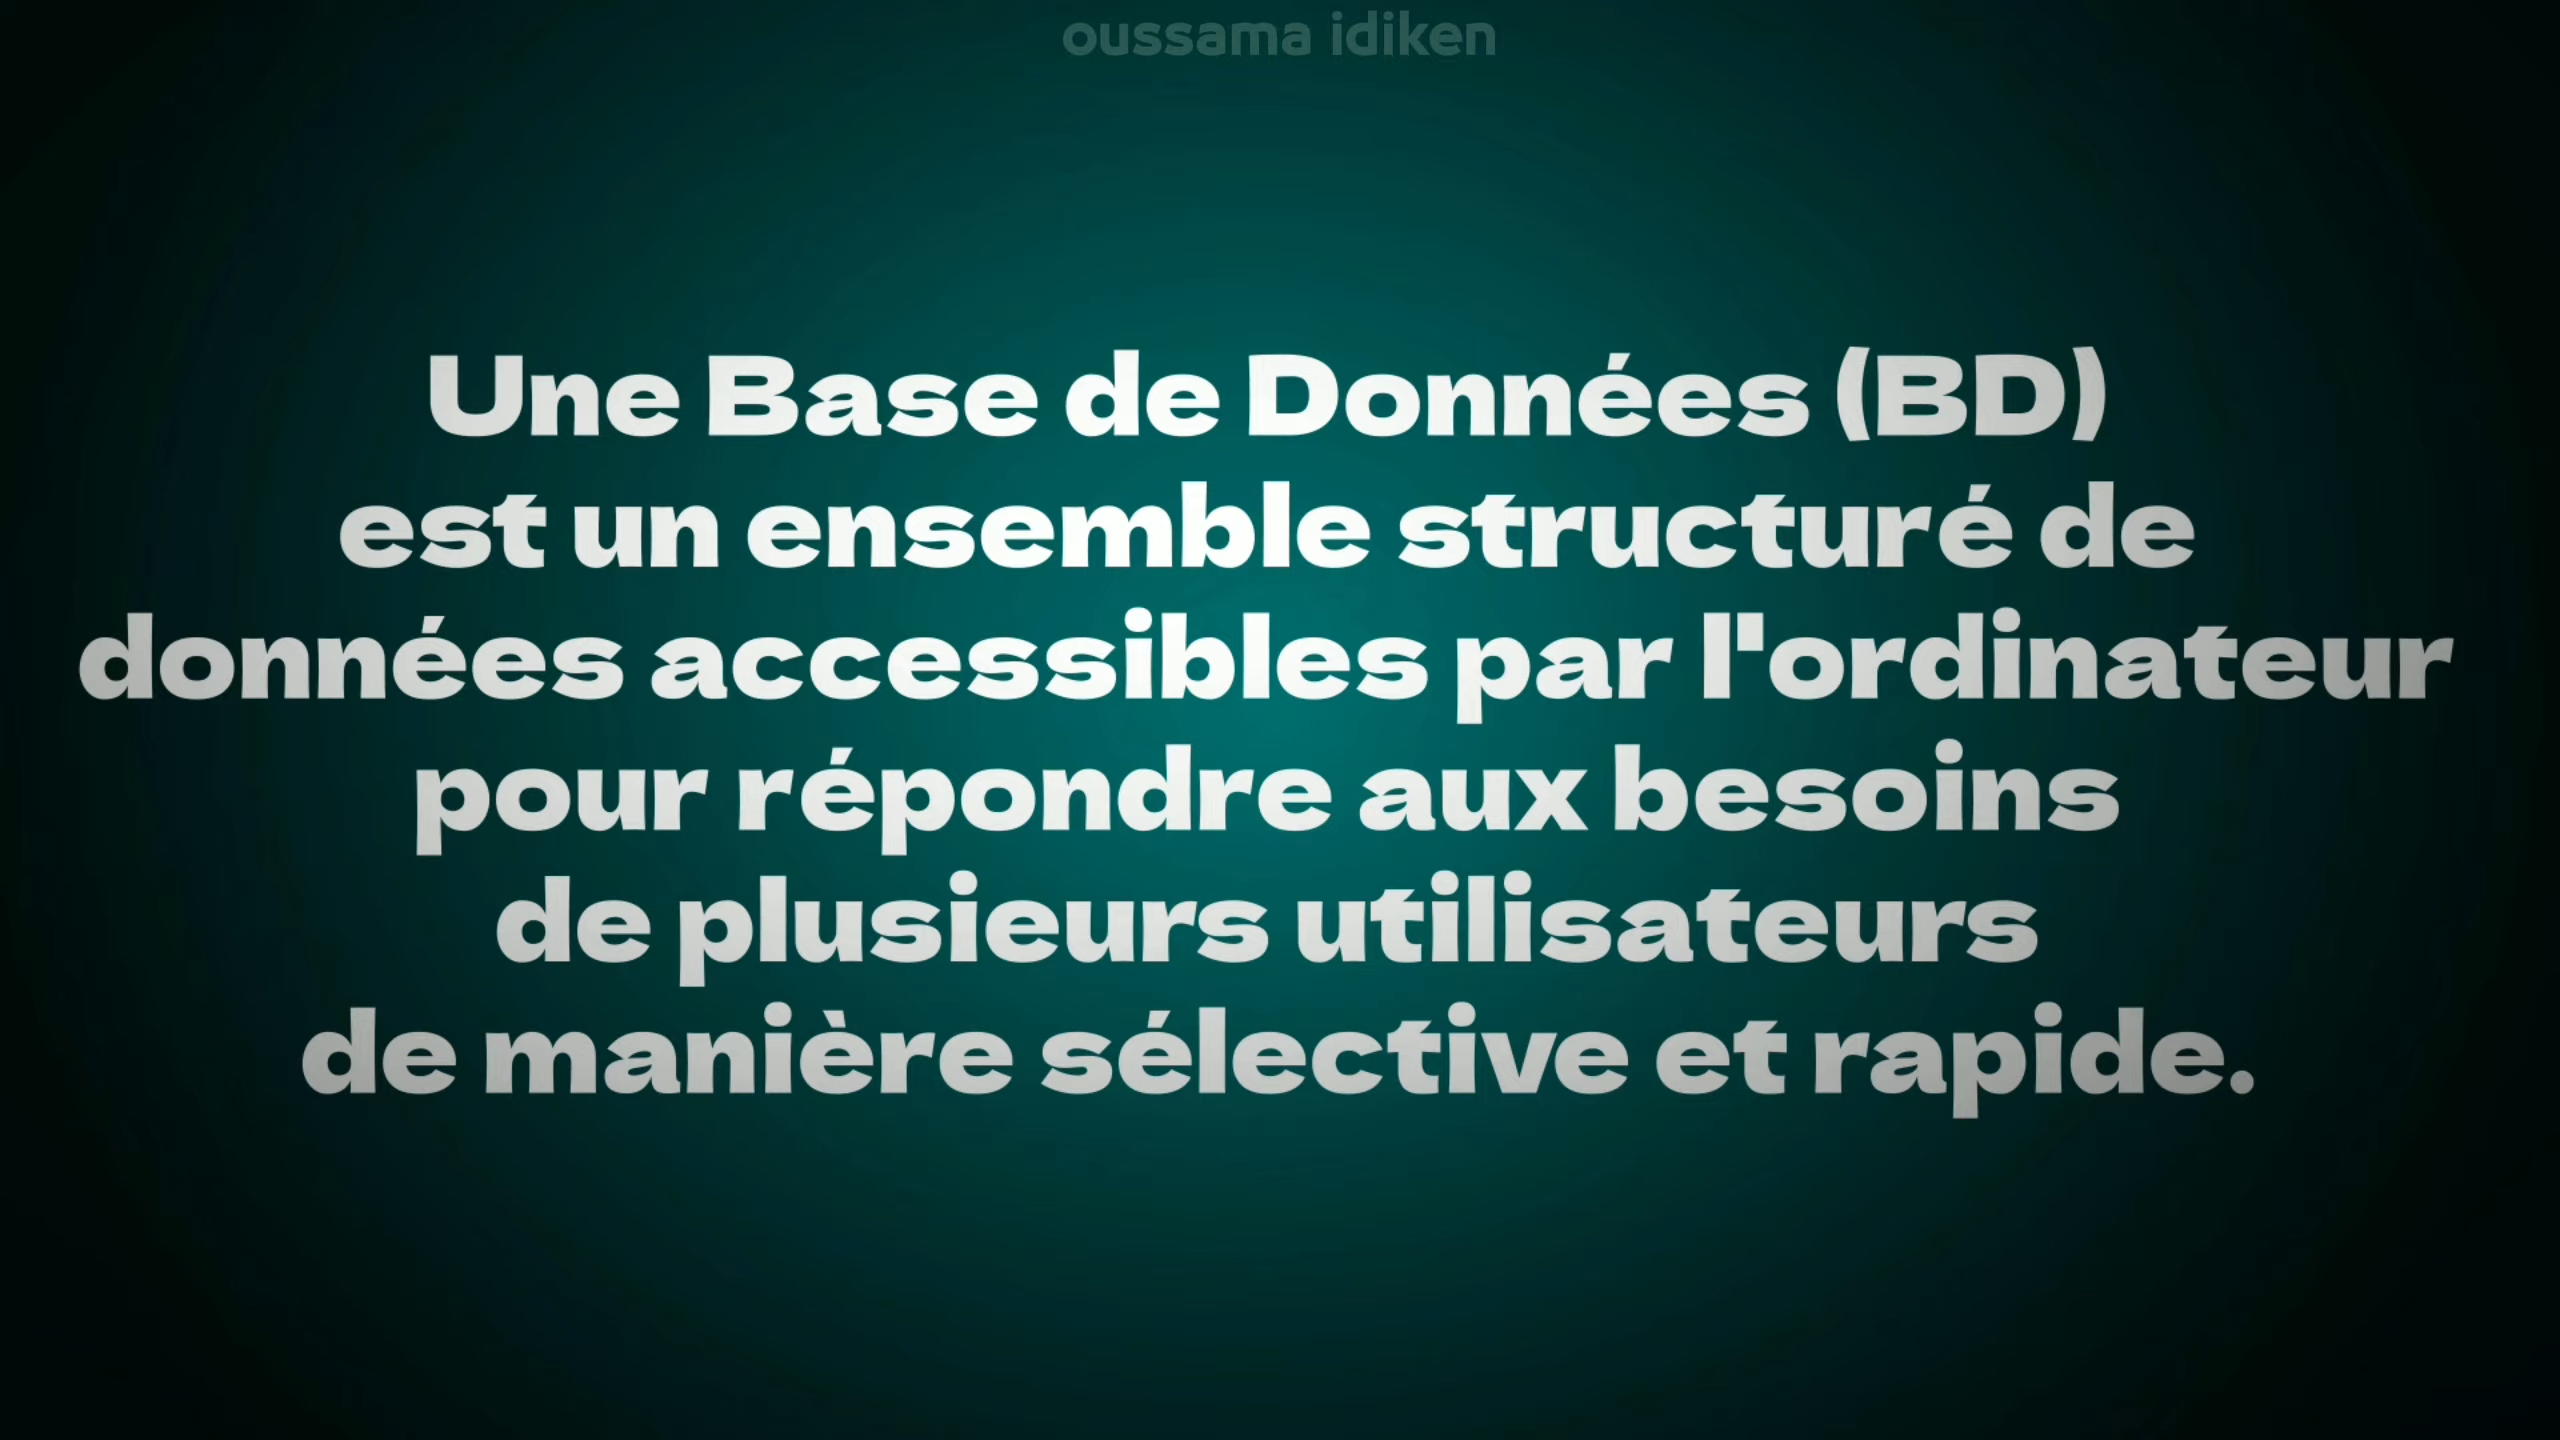 oussama idiken
Une Base de Données (BD)
est un ensemble structuré de
données accessibles par l'ordinateur
pour répondre aux besoins
de plusieurs utilisateurs
de manière sélective et rapide.